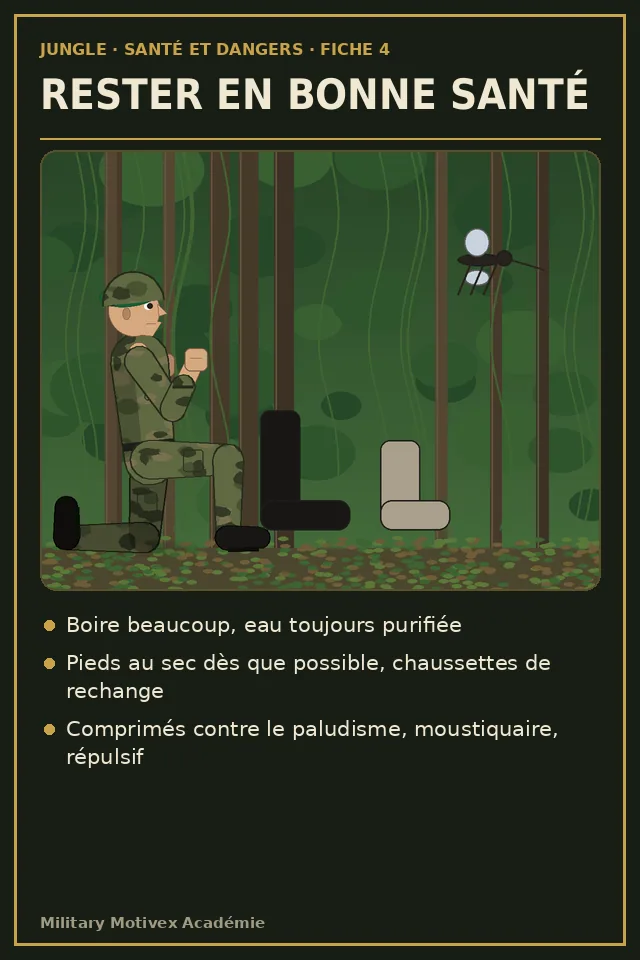 JUNGLE · SANTÉ ET DANGERS · FICHE 4
RESTER EN BONNE SANTÉ
Boire beaucoup, eau toujours purifiée
Pieds au sec dès que possible, chaussettes de
rechange
Comprimés contre le paludisme, moustiquaire,
répulsif
Military Motivex Académie